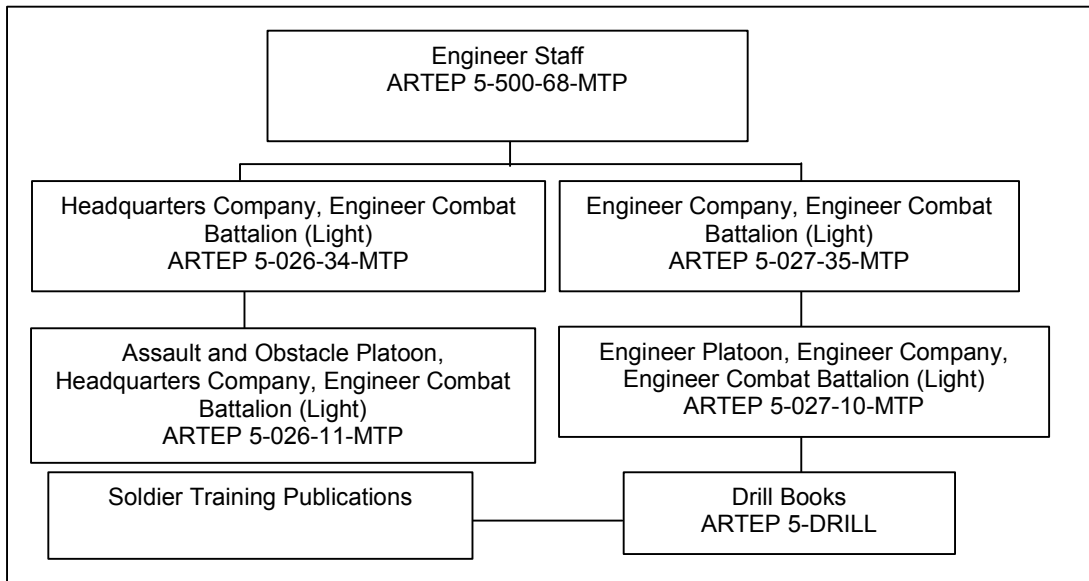 Engineer Staff
ARTEP 5-500-68-MTP
Headquarters Company, Engineer Combat
Battalion (Light)
ARTEP 5-026-34-MTP
Engineer Company, Engineer Combat
Battalion (Light)
ARTEP 5-027-35-MTP
Assault and Obstacle Platoon,
Headquarters Company, Engineer Combat
Battalion (Light)
ARTEP 5-026-11-MTP
Engineer Platoon, Engineer Company,
Engineer Combat Battalion (Light)
ARTEP 5-027-10-MTP
Soldier Training Publications
Drill Books
ARTEP 5-DRILL